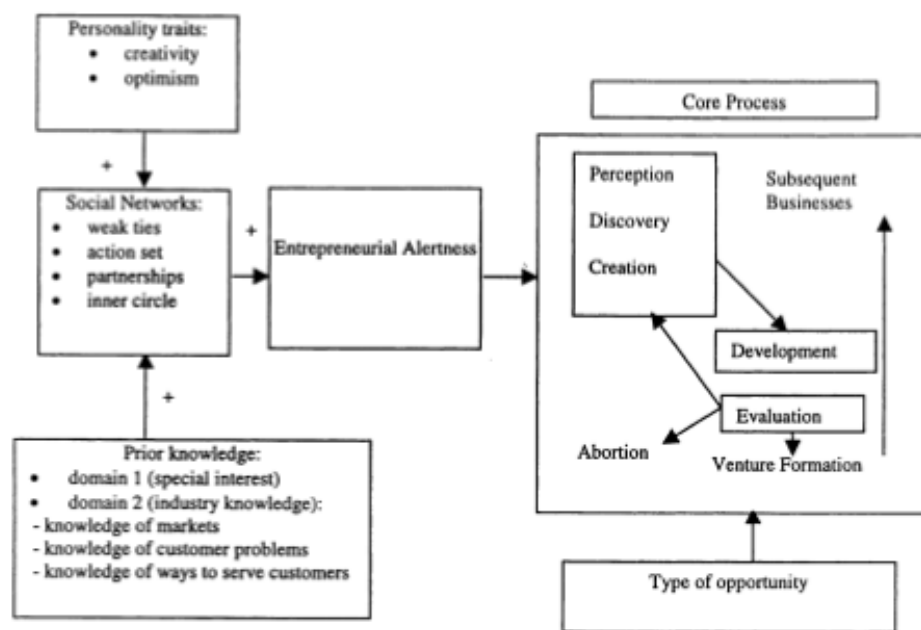 Personality traits:
• creativity
• optimism
+
Social Networks:
• weak ties
• action set
• partnerships
• inner circle
+
Entrepreneurial Alertness
+
Prior knowledge:
• domain 1 (special interest)
• domain 2 (industry knowledge):
- knowledge of markets
- knowledge of customer problems
- knowledge of ways to serve customers
Core Process
Perception
Discovery
Creation
Subsequent
Businesses
Development
Evaluation
Abortion
Venture Formation
Type of opportunity